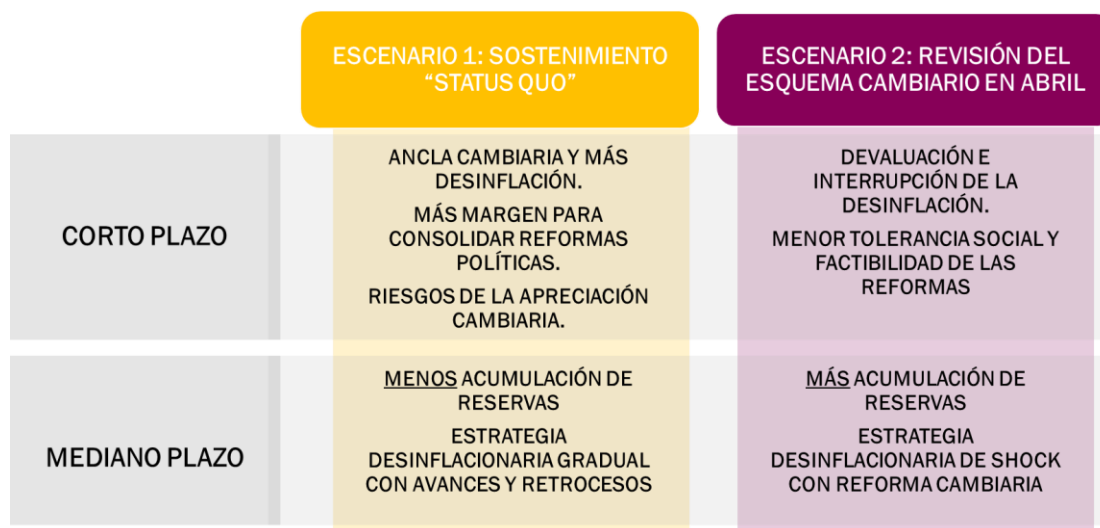 ESCENARIO 1: SOSTENIMIENTO
“STATUS QUO”
ESCENARIO 2: REVISIÓN DEL
ESQUEMA CAMBIARIO EN ABRIL
CORTO PLAZO
ANCLA CAMBIARIA Y MÁS
DESINFLACIÓN.
MÁS MARGEN PARA
CONSOLIDAR REFORMAS
POLÍTICAS.
RIESGOS DE LA APRECIACIÓN
CAMBIARIA.
DEVALUACIÓN E
INTERRUPCIÓN DE LA
DESINFLACIÓN.
MENOR TOLERANCIA SOCIAL Y
FACTIBILIDAD DE LAS
REFORMAS
MEDIANO PLAZO
MENOS ACUMULACIÓN DE
RESERVAS
ESTRATEGIA
DESINFLACIONARIA GRADUAL
CON AVANCES Y RETROCESOS
MÁS ACUMULACIÓN DE
RESERVAS
ESTRATEGIA
DESINFLACIONARIA DE SHOCK
CON REFORMA CAMBIARIA